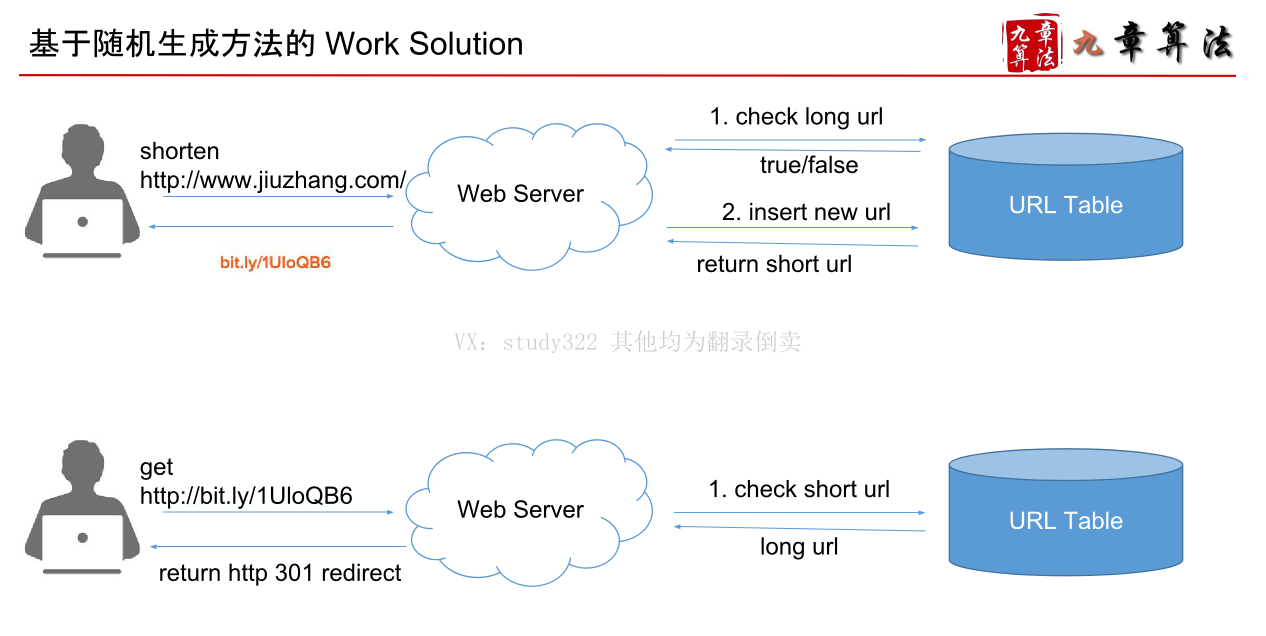 基于随机生成方法的 Work Solution
九章算法
九章算法
shorten
http://www.jiuzhang.com/
bit.ly/1UIoQB6
Web Server
1. check long url
true/false
2. insert new url
return short url
URL Table
VX: study322 其他均为翻录倒卖
get
http://bit.ly/1UloQB6
return http 301 redirect
Web Server
1. check short url
long url
URL Table